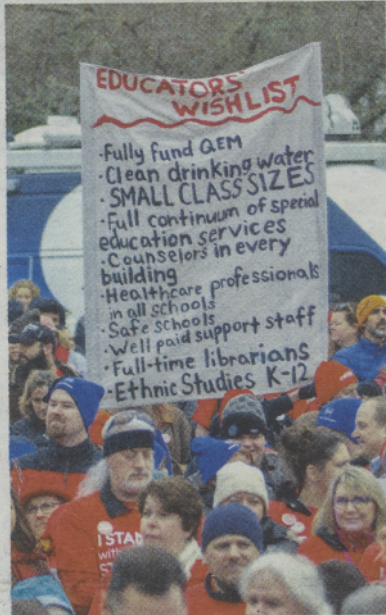 EDUCATORS'
WISHLIST
·Fully fund QEM
·Clean drinking water
·SMALL CLASS SIZES
·Full continuum of special
education services
·Counselors in every
building
·Healthcare professionals
in all schools
·Safe schools
·Well paid support staff
·Full-time librarians
·Ethnic Studies K-12
I STAND
with